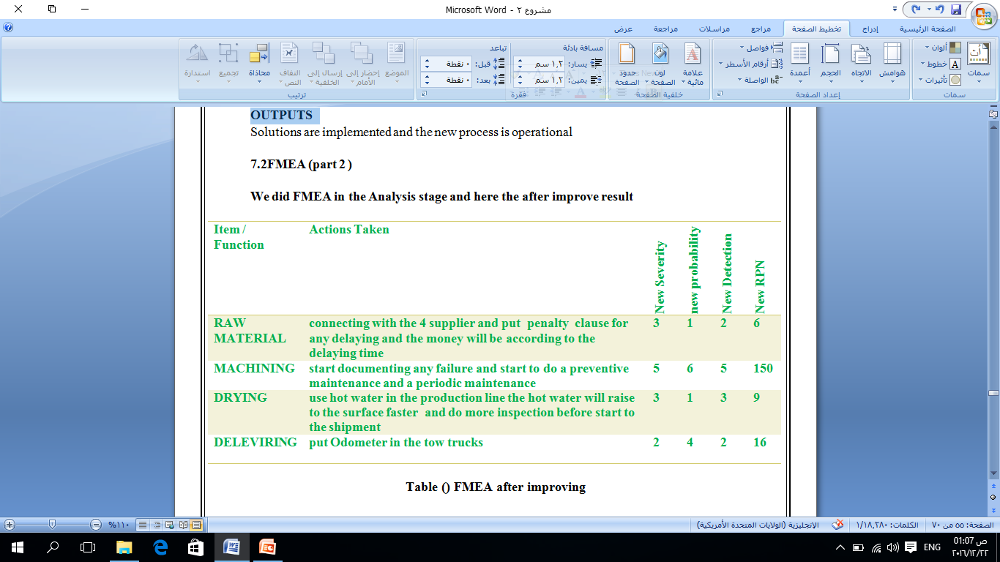 مشروع ٢ - Microsoft Word
الصفحة الرئيسية
إدراج
تخطيط الصفحة
مراجع
مراسلات
مراجعة
عرض
سمات
ألوان
خطوط
تأثيرات
سمات
هوامش
الاتجاه
الحجم
أعمدة
فواصل
أرقام الأسطر
الواصلة
إعداد الصفحة
علامة مائية
لون الصفحة
حدود الصفحة
خلفية الصفحة
مسافة بادئة
يسار: ١,٢ سم
يمين: ١,٢ سم
تباعد
قبل: ٠ نقطة
بعد: ٠ نقطة
فقرة
الموضع
إحضار إلى الأمام
إرسال إلى الخلفية
التفاف النص
محاذاة
تجميع
استدارة
ترتيب
OUTPUTS
Solutions are implemented and the new process is operational
7.2FMEA (part 2 )
We did FMEA in the Analysis stage and here the after improve result
Item / Function
Actions Taken
New Severity
new probability
New Detection
New RPN
RAW MATERIAL
connecting with the 4 supplier and put penalty clause for
any delaying and the money will be according to the
delaying time
3 1 2 6
MACHINING
start documenting any failure and start to do a preventive
maintenance and a periodic maintenance
5 6 5 150
DRYING
use hot water in the production line the hot water will raise
to the surface faster and do more inspection before start to
the shipment
3 1 3 9
DELEVIRING
put Odometer in the tow trucks
2 4 2 16
Table () FMEA after improving
الصفحة: ٥٥ من ٧٠
الكلمات: ١/١٨,٢٨٠
الإنجليزية (الولايات المتحدة الأمريكية)
%١١٠
ENG
01:07 ص
٢٠١٦/١٢/٢٢